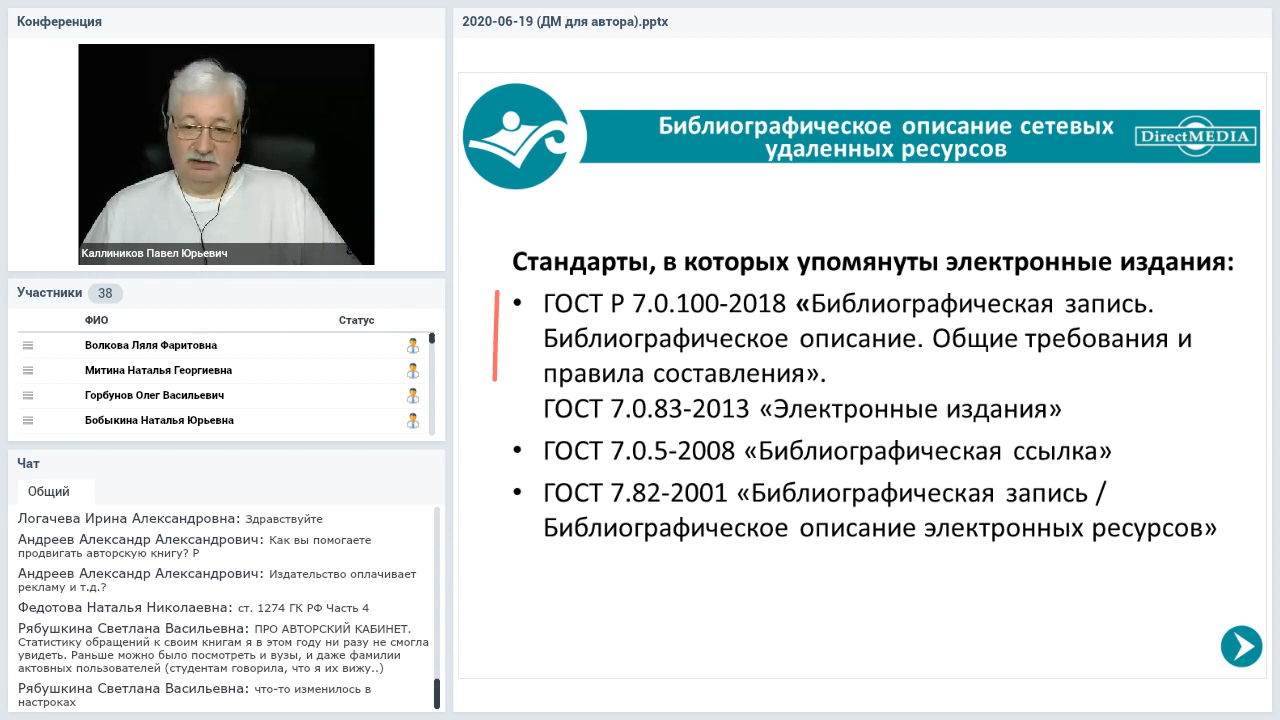 Конференция
Каллиников Павел Юрьевич
Участники 38
ФИО Статус
Волкова Ляля Фаритовна
Митина Наталья Георгиевна
Горбунов Олег Васильевич
Бобыкина Наталья Юрьевна
Чат
Общий
Логачева Ирина Александровна: Здравствуйте
Андреев Александр Александрович: Как вы помогаете
продвигать авторскую книгу? Р
Андреев Александр Александрович: Издательство оплачивает
рекламу и т.д.?
Федотова Наталья Николаевна: ст. 1274 ГК РФ Часть 4
Рябушкина Светлана Васильевна: ПРО АВТОРСКИЙ КАБИНЕТ.
Статистику обращений к своим книгам я в этом году ни разу не смогла
увидеть. Раньше можно было посмотреть и вузы, и даже фамилии
актовных пользователей (студентам говорила, что я их вижу..)
Рябушкина Светлана Васильевна: что-то изменилось в
настроках
2020-06-19 (ДМ для автора).pptx
Библиографическое описание сетевых
удаленных ресурсов
DirectMEDIA
Стандарты, в которых упомянуты электронные издания:
• ГОСТ Р 7.0.100-2018 «Библиографическая запись.
Библиографическое описание. Общие требования и
правила составления».
ГОСТ 7.0.83-2013 «Электронные издания»
• ГОСТ 7.0.5-2008 «Библиографическая ссылка»
• ГОСТ 7.82-2001 «Библиографическая запись /
Библиографическое описание электронных ресурсов»